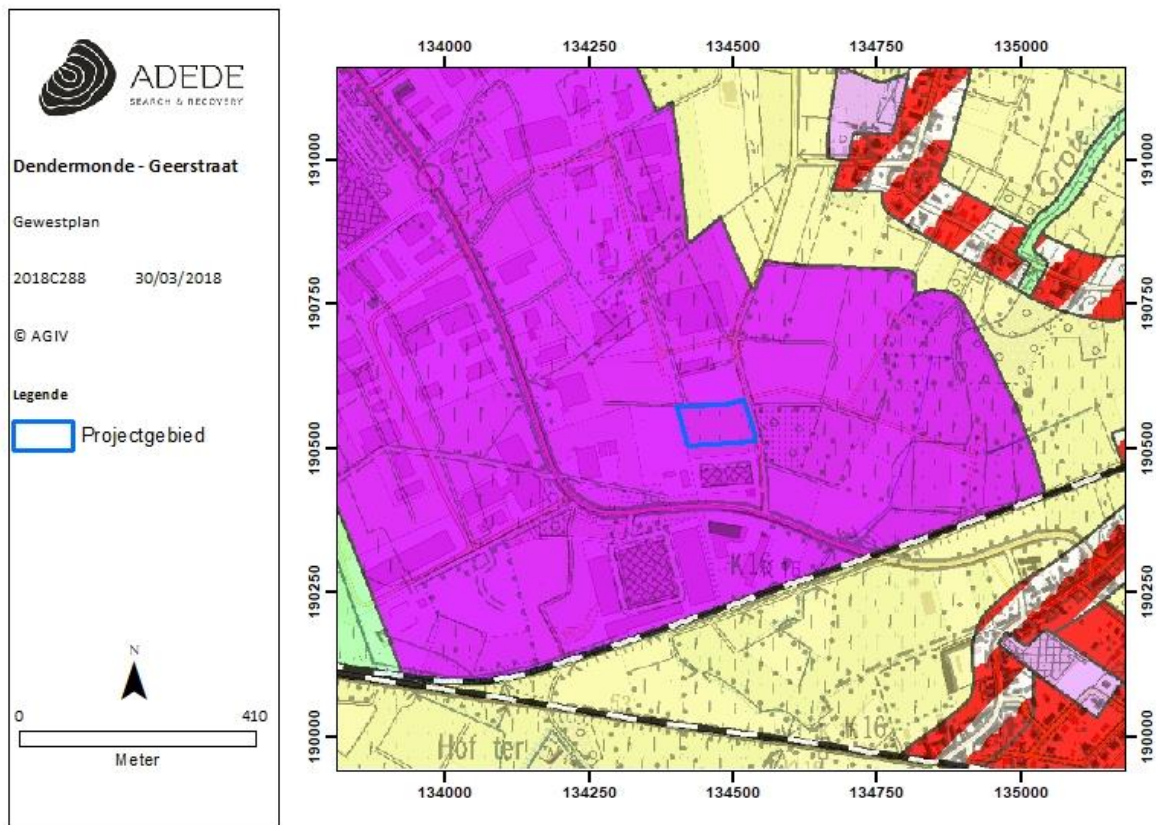 ADEDE
SEARCH & RECOVERY
Dendermonde - Geerstraat
Gewestplan
2018C288 30/03/2018
© AGIV
Legende
Projectgebied
N
0 410
Meter
134000 134250 134500 134750 135000
191000 191000
190750 190750
190500 190500
190250 190250
190000 190000
Grote
K16
K16
Hof ter
134000 134250 134500 134750 135000